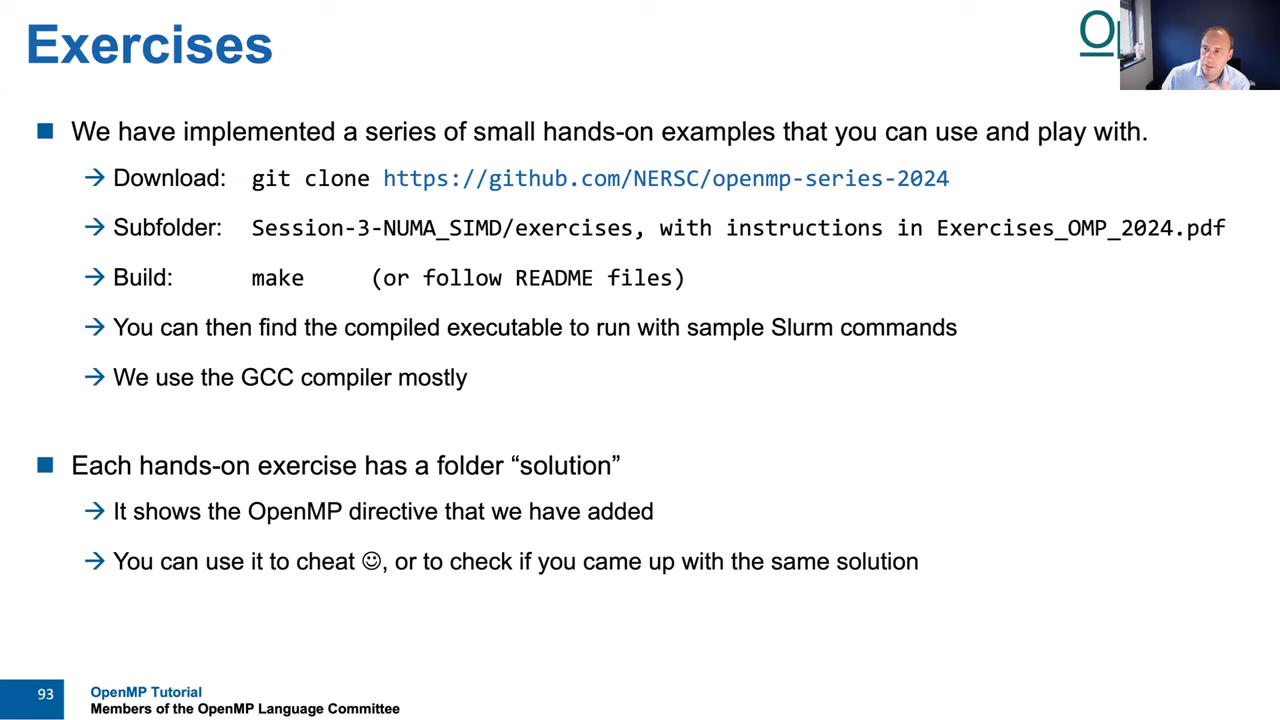 Exercises
We have implemented a series of small hands-on examples that you can use and play with.
→ Download: git clone https://github.com/NERSC/openmp-series-2024
→ Subfolder: Session-3-NUMA_SIMD/exercises, with instructions in Exercises_OMP_2024.pdf
→ Build: make (or follow README files)
→ You can then find the compiled executable to run with sample Slurm commands
→ We use the GCC compiler mostly
Each hands-on exercise has a folder “solution”
→ It shows the OpenMP directive that we have added
→ You can use it to cheat ☺, or to check if you came up with the same solution
93
OpenMP Tutorial
Members of the OpenMP Language Committee